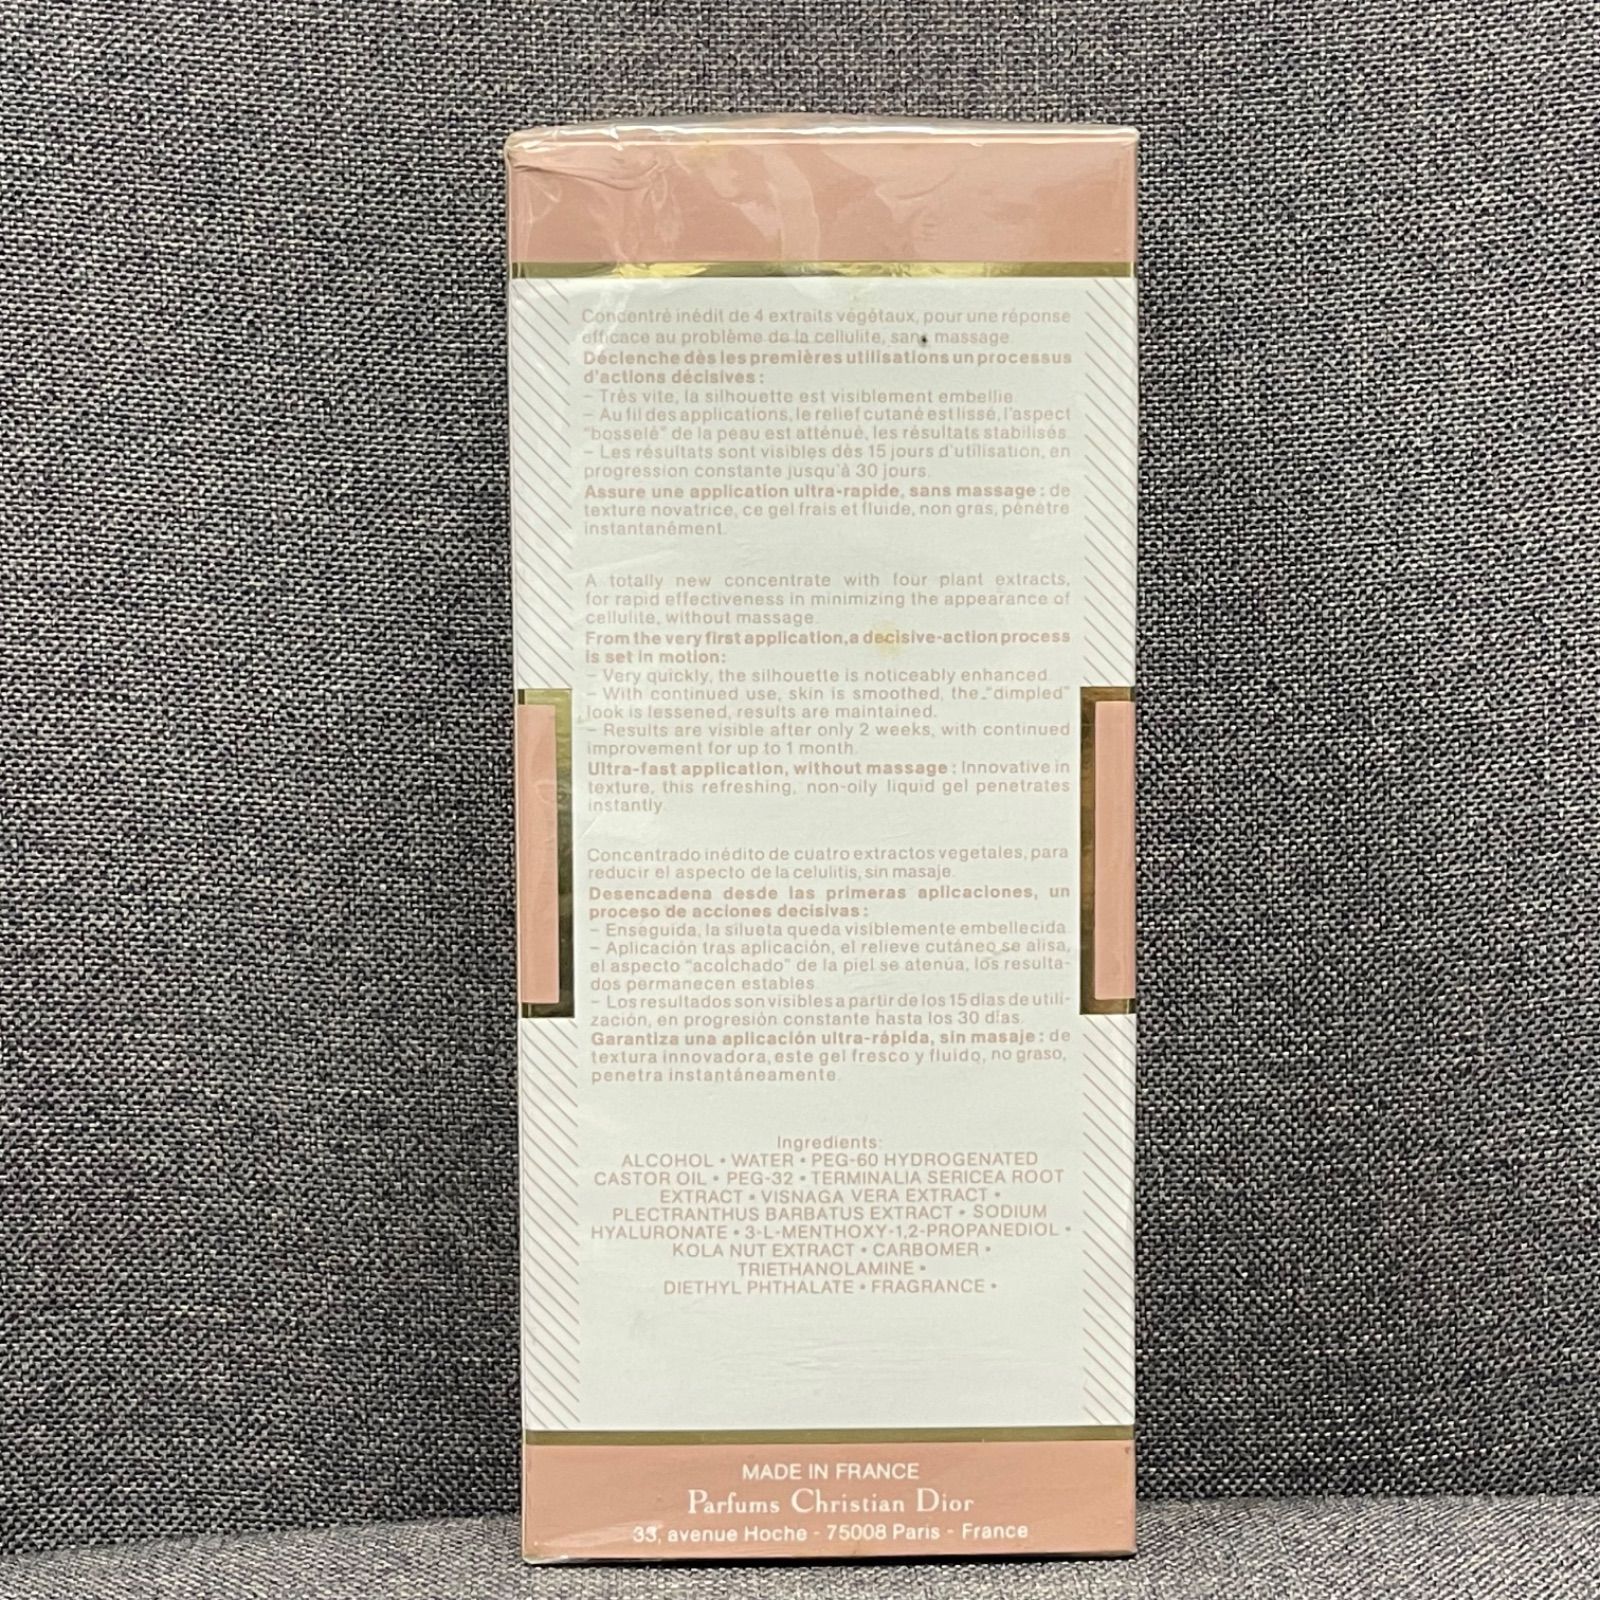 Concentré inédit de 4 extraits végétaux, pour une réponse
efficace au problème de la cellulite, sans massage.
Déclenche dès les premières utilisations un processus
d'actions décisives :
– Très vite, la silhouette est visiblement embellie.
– Au fil des applications, le relief cutané est lissé, l'aspect
"bosselé" de la peau est atténué, les résultats stabilisés.
– Les résultats sont visibles dès 15 jours d'utilisation, en
progression constante jusqu'à 30 jours.
Assure une application ultra-rapide, sans massage : de
texture novatrice, ce gel frais et fluide, non gras, pénètre
instantanément.
A totally new concentrate with four plant extracts,
for rapid effectiveness in minimizing the appearance of
cellulite, without massage.
From the very first application, a decisive-action process
is set in motion:
– Very quickly, the silhouette is noticeably enhanced.
– With continued use, skin is smoothed, the "dimpled"
look is lessened, results are maintained.
– Results are visible after only 2 weeks, with continued
improvement for up to 1 month.
Ultra-fast application, without massage : Innovative in
texture, this refreshing, non-oily liquid gel penetrates
instantly.
Concentrado inédito de cuatro extractos vegetales, para
reducir el aspecto de la celulitis, sin masaje.
Desencadena desde las primeras aplicaciones, un
proceso de acciones decisivas :
– Enseguida, la silueta queda visiblemente embellecida.
– Aplicación tras aplicación, el relieve cutáneo se alisa,
el aspecto "acolchado" de la piel se atenúa, los resulta-
dos permanecen estables.
– Los resultados son visibles a partir de los 15 días de utili-
zación, en progresión constante hasta los 30 días.
Garantiza una aplicación ultra-rápida, sin masaje : de
textura innovadora, este gel fresco y fluido, no graso,
penetra instantáneamente.
Ingredients:
ALCOHOL • WATER • PEG-60 HYDROGENATED
CASTOR OIL • PEG-32 • TERMINALIA SERICEA ROOT
EXTRACT • VISNAGA VERA EXTRACT •
PLECTRANTHUS BARBATUS EXTRACT • SODIUM
HYALURONATE • 3-L-MENTHOXY-1,2-PROPANEDIOL •
KOLA NUT EXTRACT • CARBOMER •
TRIETHANOLAMINE •
DIETHYL PHTHALATE • FRAGRANCE •
MADE IN FRANCE
Parfums Christian Dior
33, avenue Hoche - 75008 Paris - France